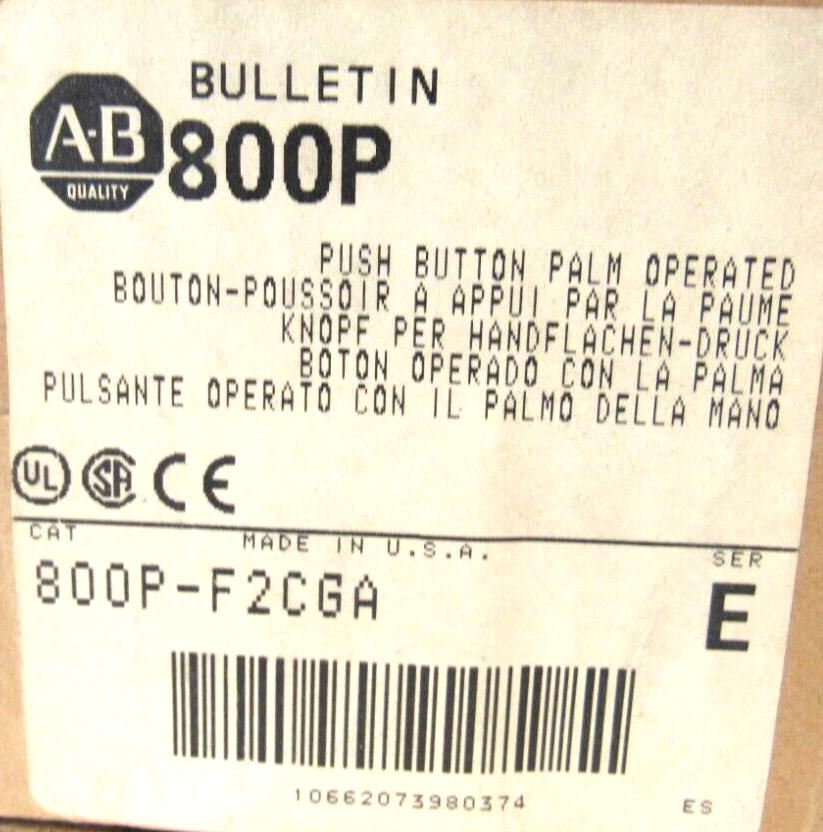 BULLETIN
A-B
QUALITY
800P
PUSH BUTTON PALM OPERATED
BOUTON-POUSSOIR A APPUI PAR LA PAUME
KNOPF PER HANDFLACHEN-DRUCK
BOTON OPERADO CON LA PALMA
PULSANTE OPERATO CON IL PALMO DELLA MANO
UL SA CE
CAT MADE IN U.S.A. SER
800P-F2CGA E
10662073980374 ES